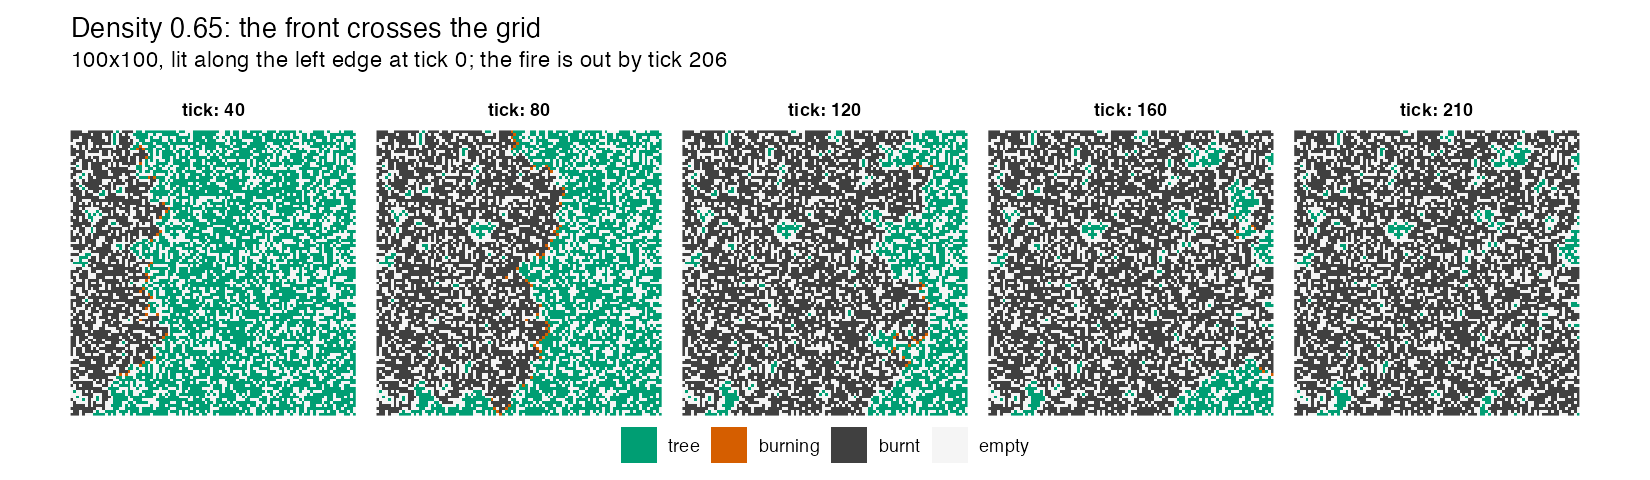 Density 0.65: the front crosses the grid
100x100, lit along the left edge at tick 0; the fire is out by tick 206
tick: 40
tick: 80
tick: 120
tick: 160
tick: 210
tree
burning
burnt
empty